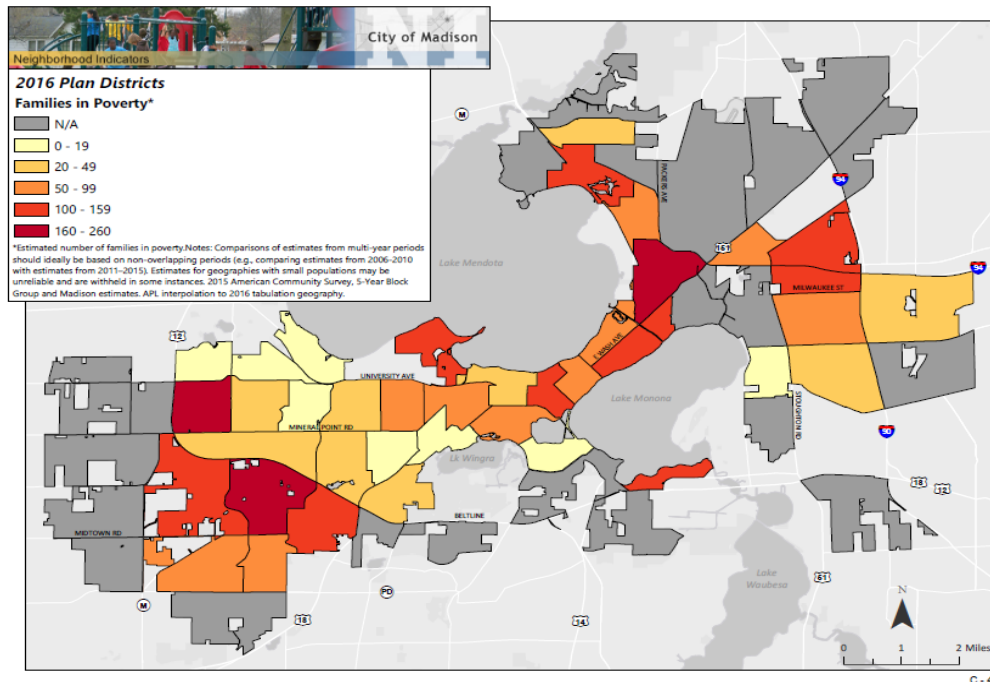 City of Madison
Neighborhood Indicators
2016 Plan Districts
Families in Poverty*
N/A
0 - 19
20 - 49
50 - 99
100 - 159
160 - 260
*Estimated number of families in poverty.Notes: Comparisons of estimates from multi-year periods
should ideally be based on non-overlapping periods (e.g., comparing estimates from 2006-2010
with estimates from 2011–2015). Estimates for geographies with small populations may be
unreliable and are withheld in some instances. 2015 American Community Survey, 5-Year Block
Group and Madison estimates. APL interpolation to 2016 tabulation geography.
M
PACKERS AVE
94
151
Lake Mendota
94
MILWAUKEE ST
12
E WASH AVE
UNIVERSITY AVE
Lake Monona
STOUGHTON RD
MINERAL POINT RD
90
Lk Wingra
18
12
BELTLINE
MIDTOWN RD
Lake
Waubesa
51
PD
N
M
18
14
0 1 2 Miles